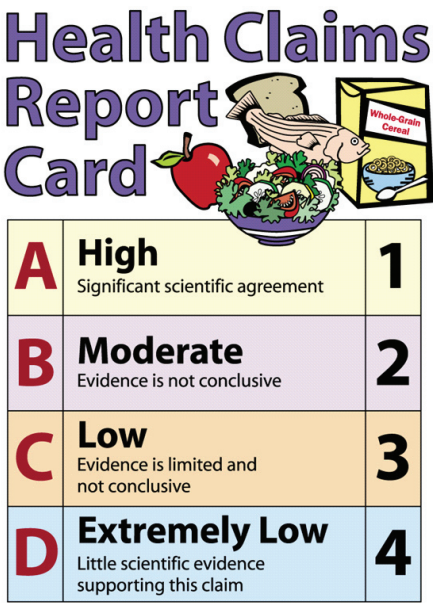 Health Claims
Report
Card
Whole-Grain
Cereal
A
High
Significant scientific agreement
1
B
Moderate
Evidence is not conclusive
2
C
Low
Evidence is limited and
not conclusive
3
D
Extremely Low
Little scientific evidence
supporting this claim
4